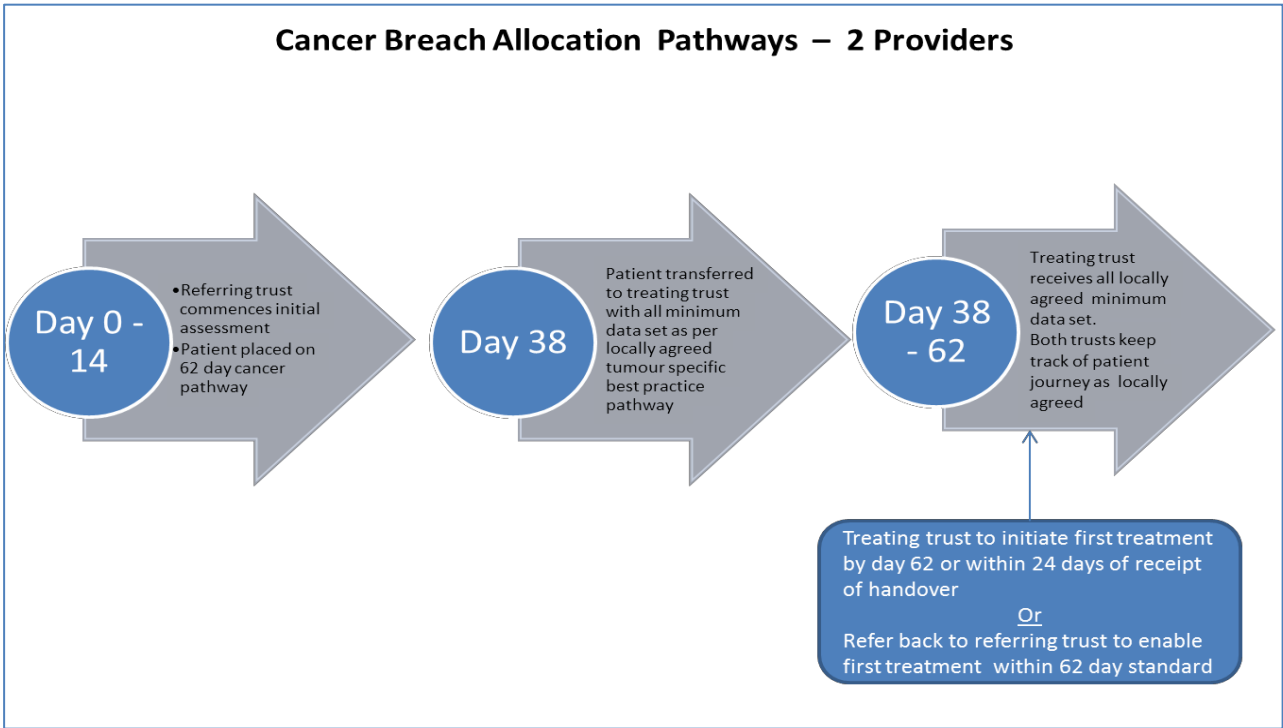 Cancer Breach Allocation Pathways – 2 Providers
Day 0 -
14
•Referring trust
commences initial
assessment
•Patient placed on
62 day cancer
pathway
Day 38
Patient transferred
to treating trust
with all minimum
data set as per
locally agreed
tumour specific
best practice
pathway
Day 38
- 62
Treating trust
receives all locally
agreed minimum
data set.
Both trusts keep
track of patient
journey as locally
agreed
Treating trust to initiate first treatment
by day 62 or within 24 days of receipt
of handover
Or
Refer back to referring trust to enable
first treatment within 62 day standard